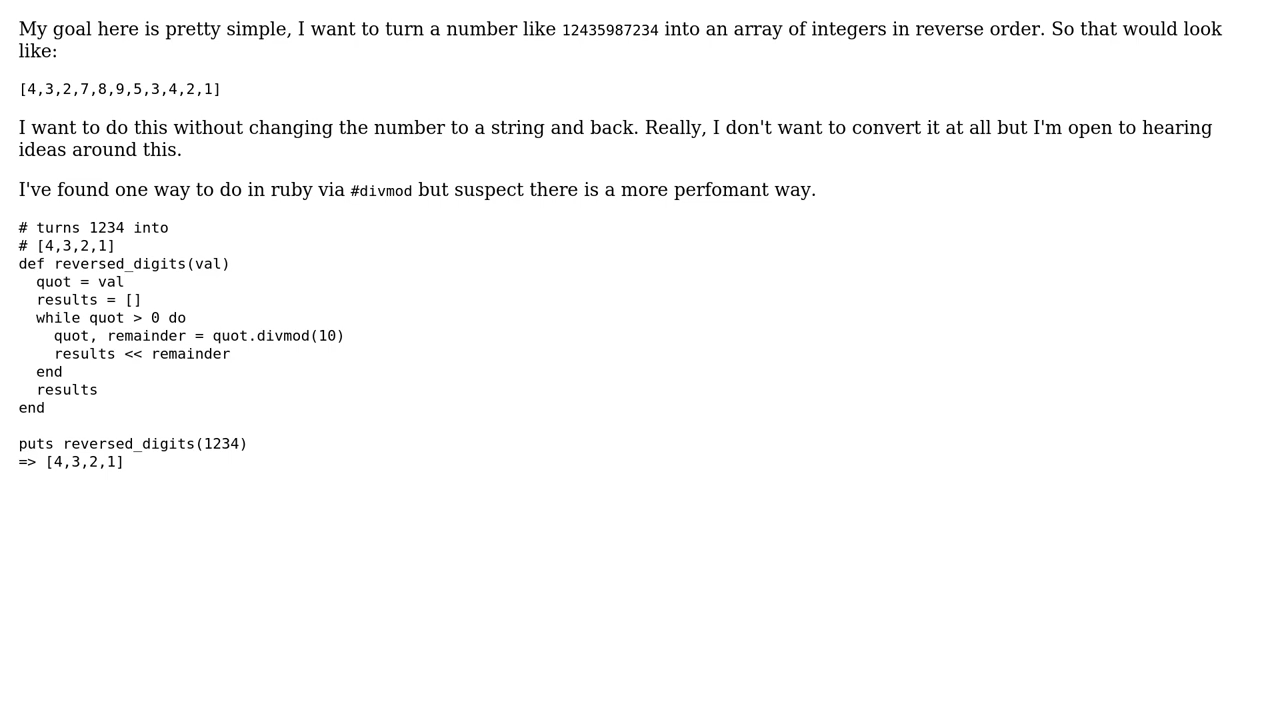 My goal here is pretty simple, I want to turn a number like 12435987234 into an array of integers in reverse order. So that would look
like:
[4,3,2,7,8,9,5,3,4,2,1]
I want to do this without changing the number to a string and back. Really, I don't want to convert it at all but I'm open to hearing
ideas around this.
I've found one way to do in ruby via #divmod but suspect there is a more perfomant way.
# turns 1234 into
# [4,3,2,1]
def reversed_digits(val)
  quot = val
  results = []
  while quot > 0 do
    quot, remainder = quot.divmod(10)
    results << remainder
  end
  results
end
puts reversed_digits(1234)
=> [4,3,2,1]